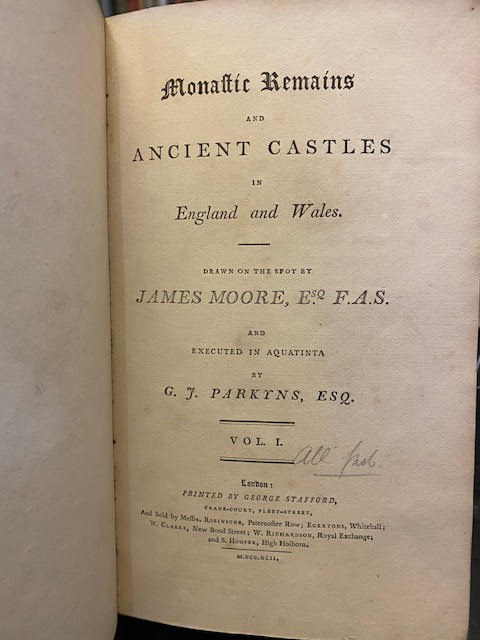 Monaſtic Remains
AND
ANCIENT CASTLES
IN
England and Wales.
DRAWN ON THE SPOT BY
JAMES MOORE, ESQ. F.A.S.
AND
EXECUTED IN AQUATINTA
BY
G. J. PARKYNS, ESQ.
VOL. I.
All
London:
PRINTED BY GEORGE STAFFORD,
CRANE-COURT, FLEET-STREET,
And Sold by Meſſrs. ROBINSONS, Paternoſter Row; EGERTONS, Whitehall;
W. CLARKE, New Bond Street; W. RICHARDSON, Royal Exchange;
and S. HOOPER, High Holborn.
M.DCC.XCII.